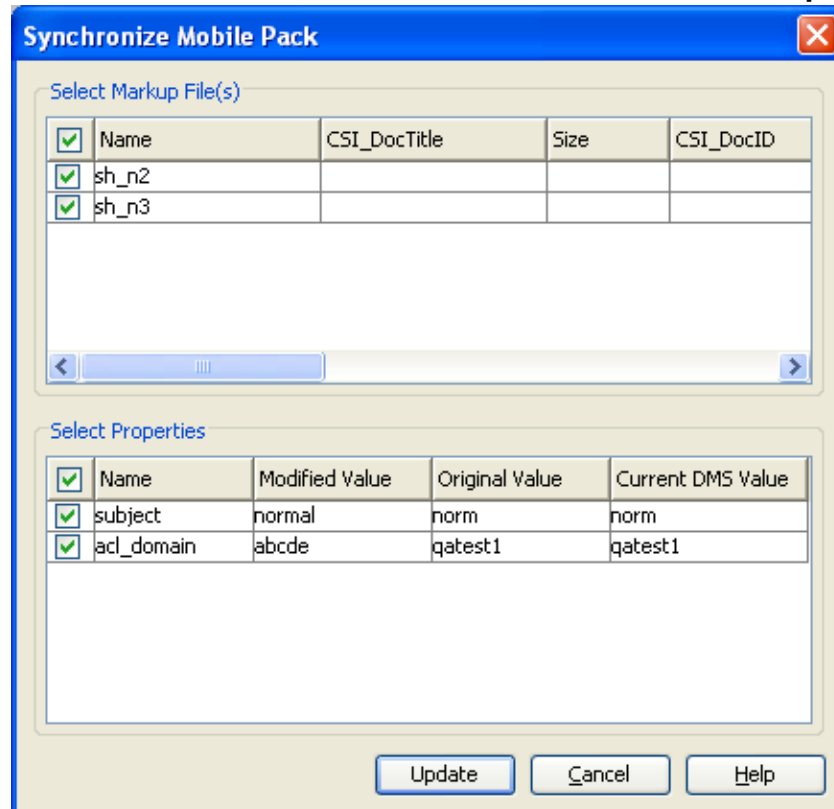 Synchronize Mobile Pack
Select Markup File(s)
Name CSI_DocTitle Size CSI_DocID
sh_n2
sh_n3
Select Properties
Name Modified Value Original Value Current DMS Value
subject normal norm norm
acl_domain abcde qatest1 qatest1
Update Cancel Help